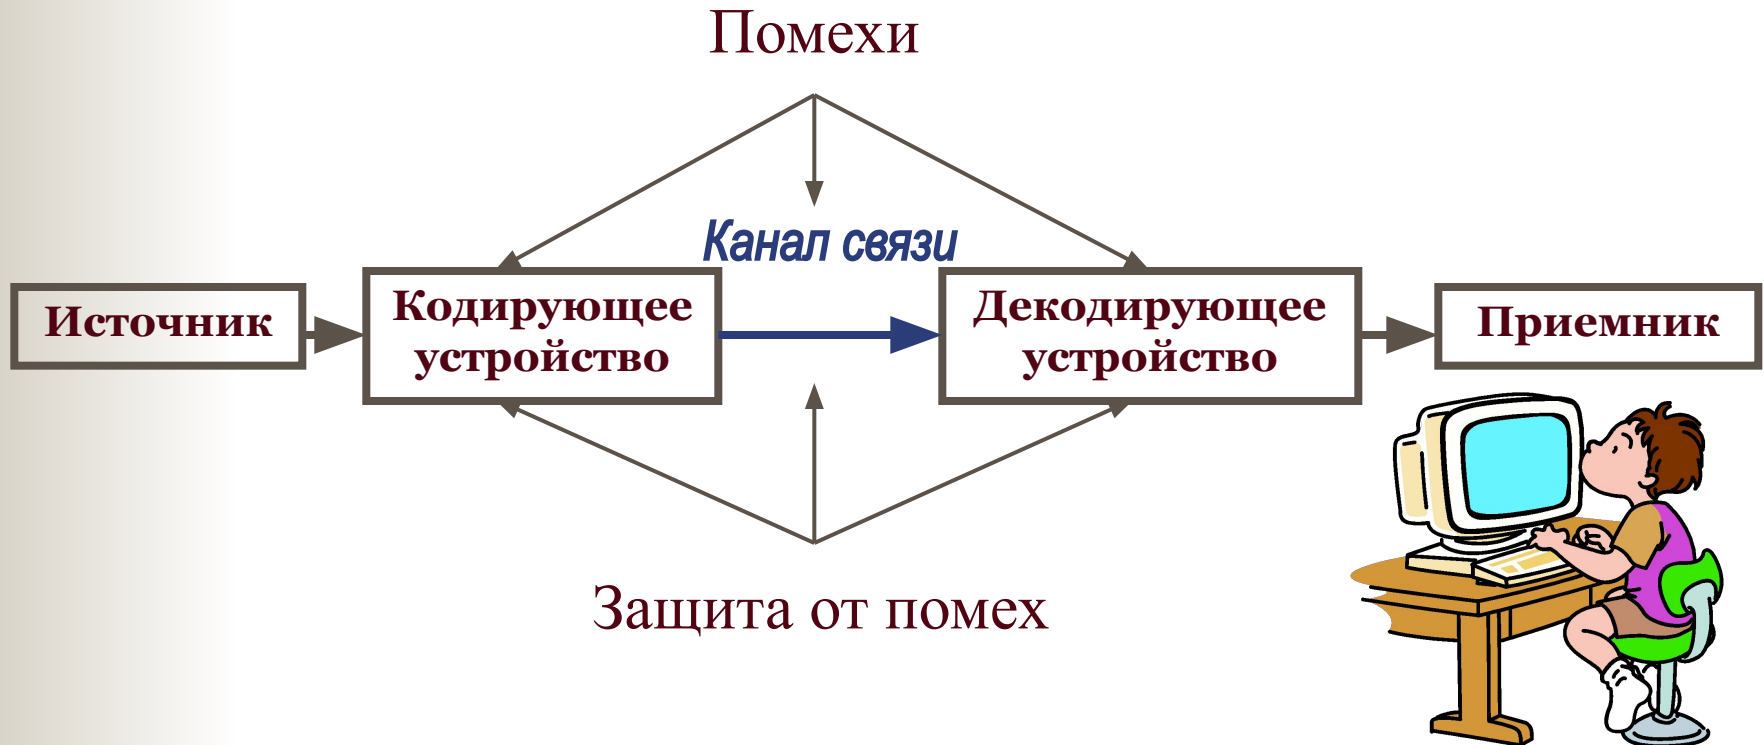 Помехи
Канал связи
Источник
Кодирующее
устройство
Декодирующее
устройство
Приемник
Защита от помех